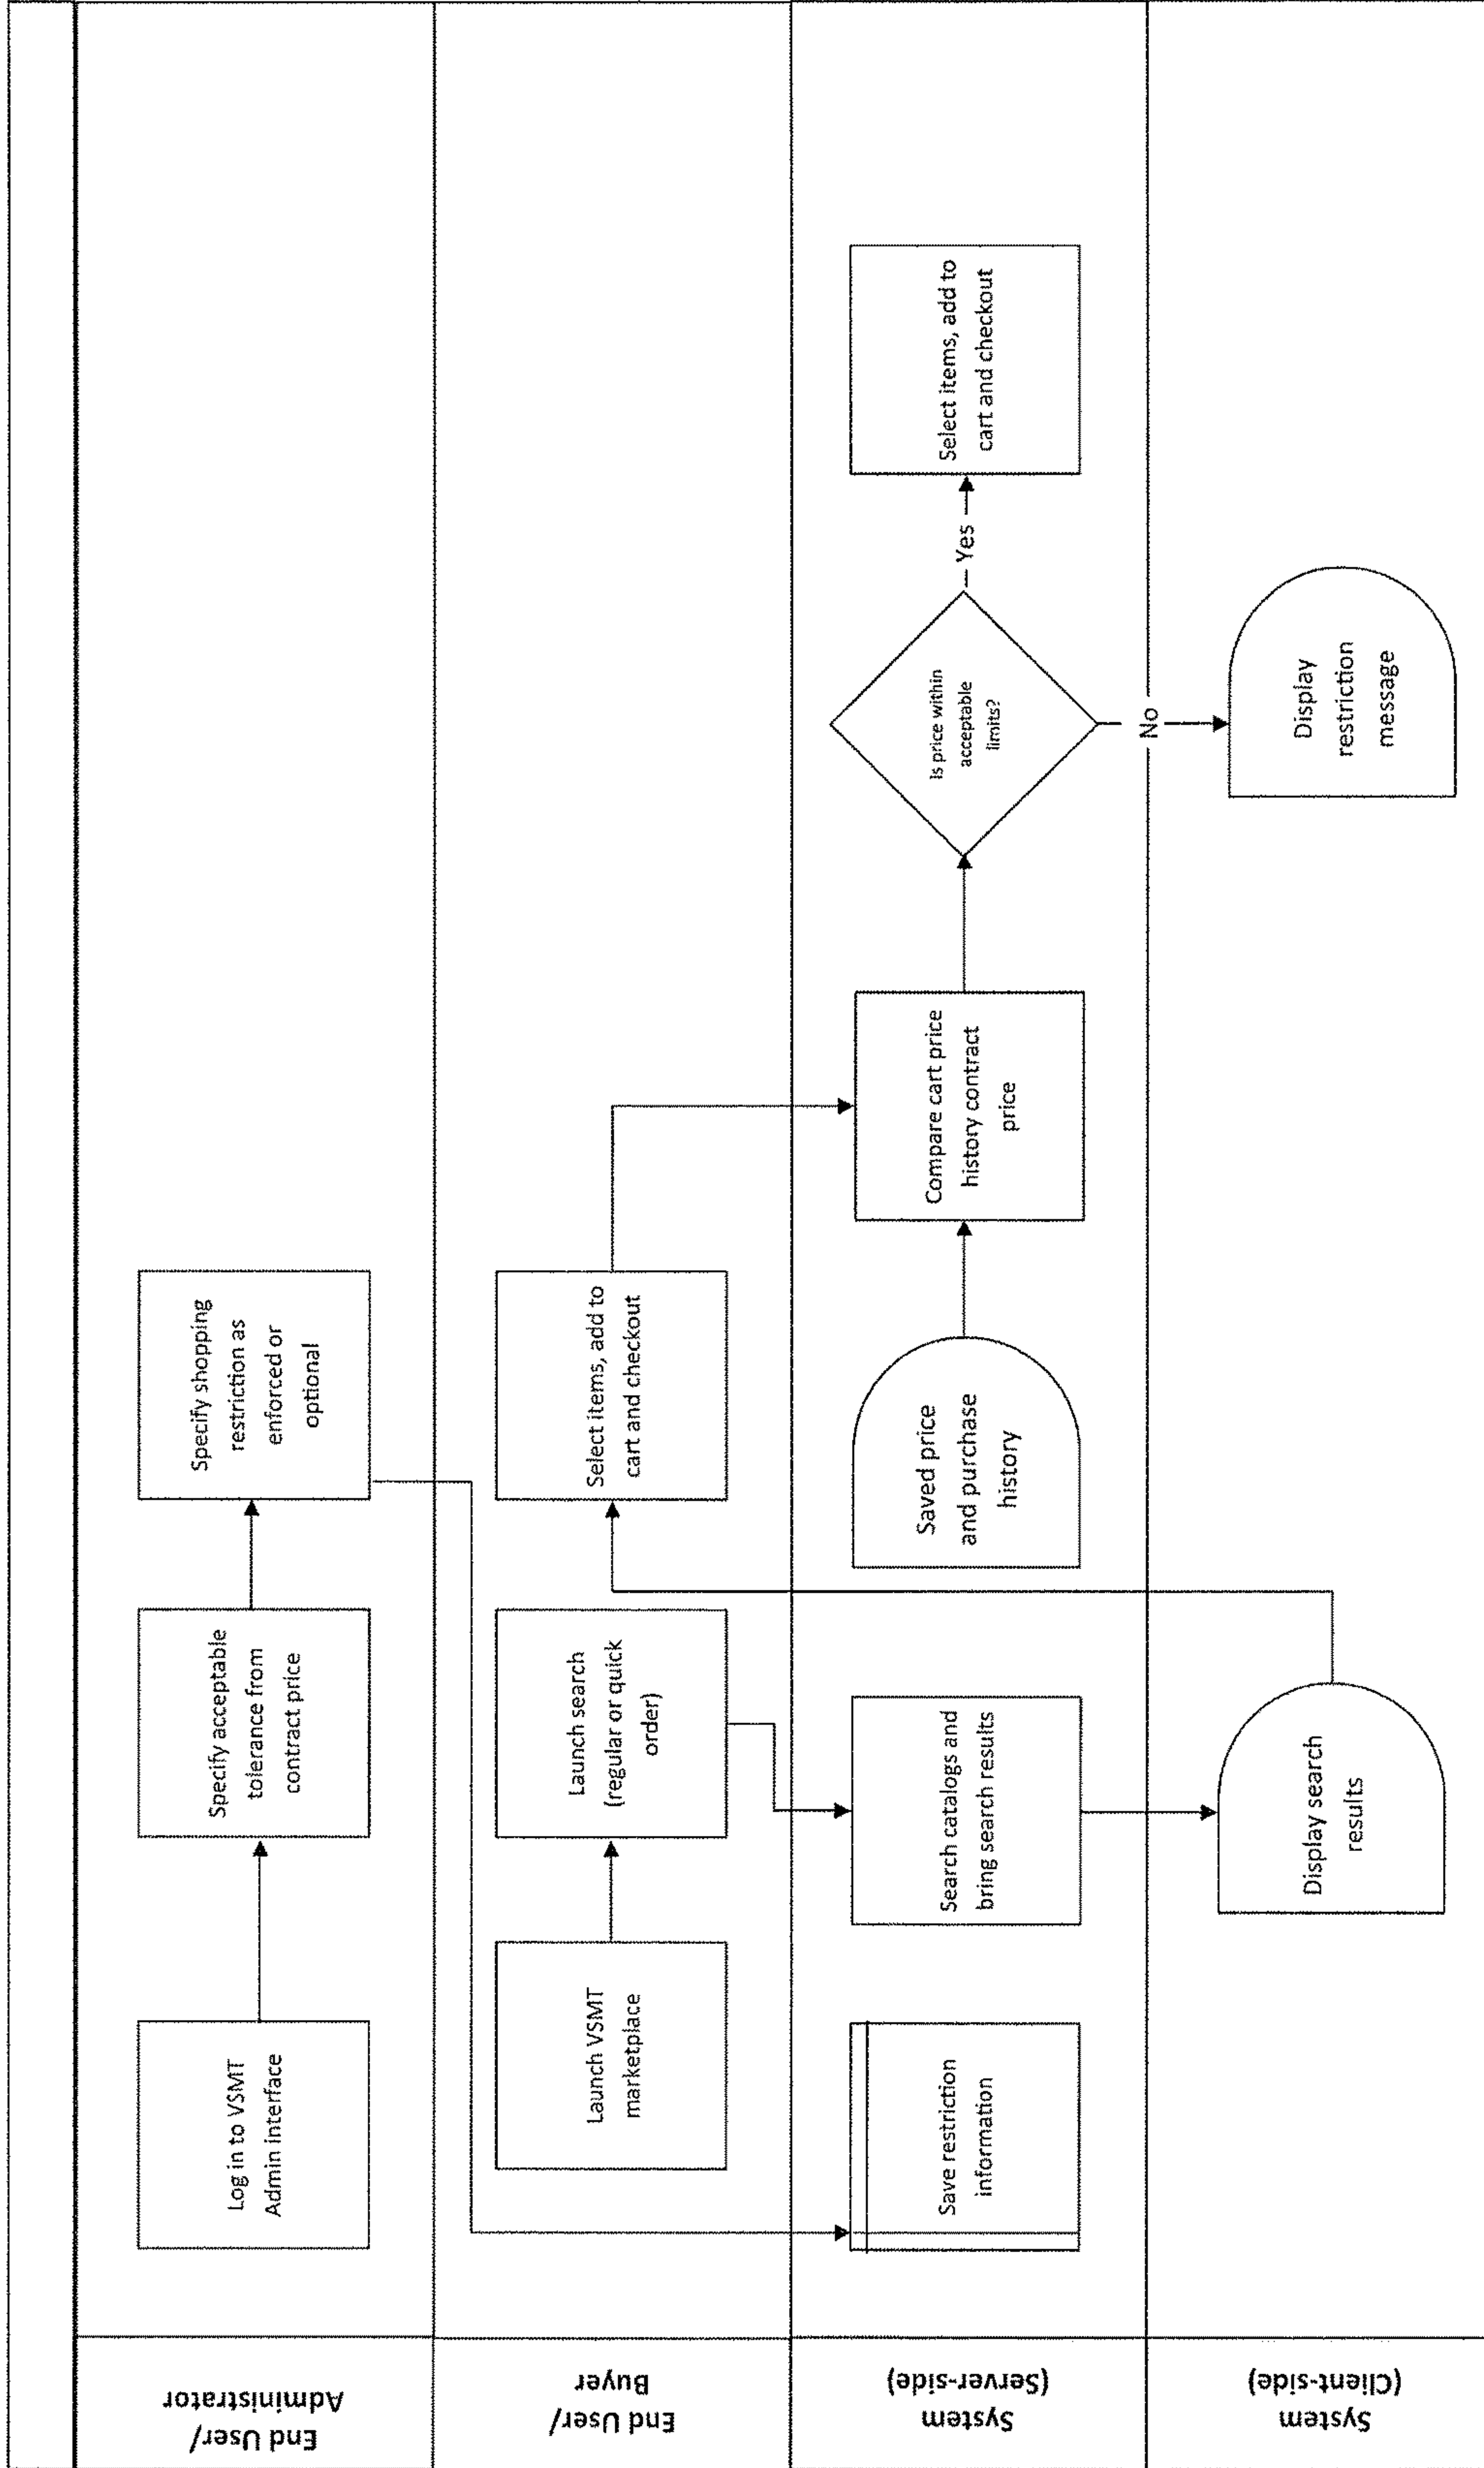 End User/
Administrator
Log in to VSMT
Admin interface
Specify acceptable
tolerance from
contract price
Specify shopping
restriction as
enforced or
optional
End User/
Buyer
Launch VSMT
marketplace
Launch search
(regular or quick
order)
Select items, add to
cart and checkout
System
(Server-side)
Save restriction
information
Search catalogs and
bring search results
Saved price
and purchase
history
Compare cart price
history contract
price
Is price within
acceptable
limits?
Yes
Select items, add to
cart and checkout
No
System
(Client-side)
Display search
results
Display
restriction
message